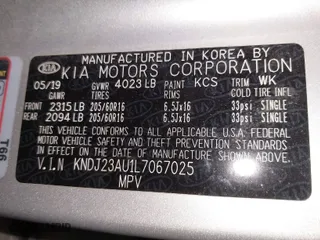 MANUFACTURED IN KOREA BY
KIA KIA MOTORS CORPORATION
05/19 GVWR 4023 LB PAINT KCS TRIM WK
GAWR TIRES RIMS COLD TIRE INFL
FRONT 2315 LB 205/60R16 6.5Jx16 33psi SINGLE
REAR 2094 LB 205/60R16 6.5Jx16 33psi SINGLE
THIS VEHICLE CONFORMS TO ALL APPLICABLE U.S.A FEDERAL
MOTOR VEHICLE SAFETY AND THEFT PREVENTION STANDARDS
IN EFFECT ON THE DATE OF MANUFACTURE SHOWN ABOVE.
V.I.N KNDJ23AU1L7067025
MPV
T66